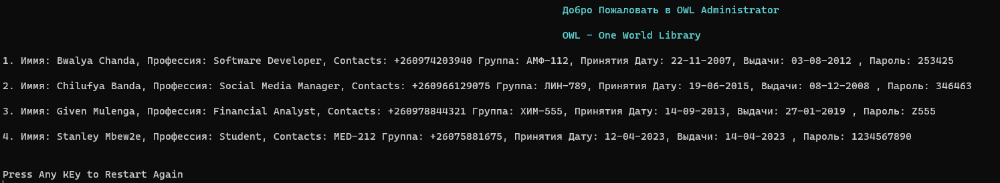 Добро Пожаловать в OWL Administrator
OWL - One World Library
1. Иммя: Bwalya Chanda, Профессия: Software Developer, Contacts: +260974203940 Группа: АМФ-112, Принятия Дату: 22-11-2007, Выдачи: 03-08-2012 , Пароль: 253425
2. Иммя: Chilufya Banda, Профессия: Social Media Manager, Contacts: +260966129075 Группа: ЛИН-789, Принятия Дату: 19-06-2015, Выдачи: 08-12-2008 , Пароль: 346463
3. Иммя: Given Mulenga, Профессия: Financial Analyst, Contacts: +260978844321 Группа: ХИМ-555, Принятия Дату: 14-09-2013, Выдачи: 27-01-2019 , Пароль: Z555
4. Иммя: Stanley Mbew2e, Профессия: Student, Contacts: MED-212 Группа: +26075881675, Принятия Дату: 12-04-2023, Выдачи: 14-04-2023 , Пароль: 1234567890
Press Any KEy to Restart Again